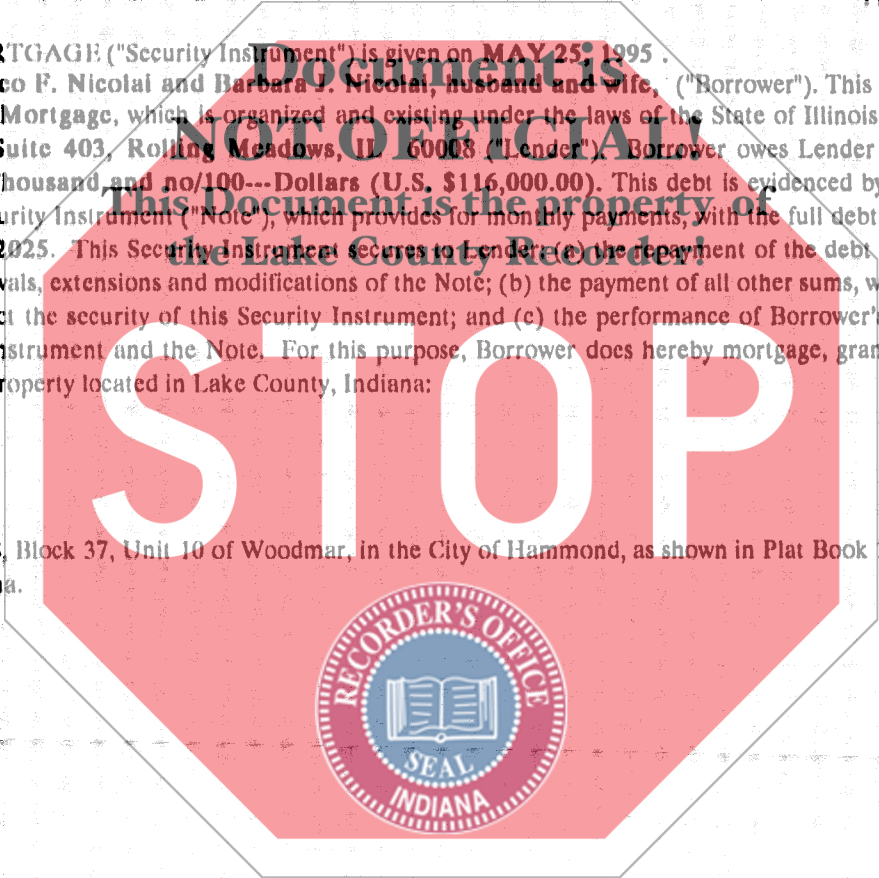 RTGAGE ("Security Instrument") is given on MAY 25, 1995 .
co F. Nicolai and Barbara J. Nicolai, husband and wife, ("Borrower"). This
Mortgage, which is organized and existing under the laws of the State of Illinois
Suite 403, Rolling Meadows, IL 60008 ("Lender"). Borrower owes Lender
housand and no/100---Dollars (U.S. $116,000.00). This debt is evidenced by
urity Instrument ("Note"), which provides for monthly payments, with the full debt
2025. This Security Instrument secures to Lender: (a) the repayment of the debt
vals, extensions and modifications of the Note; (b) the payment of all other sums, w
ct the security of this Security Instrument; and (c) the performance of Borrower's
nstrument and the Note. For this purpose, Borrower does hereby mortgage, gran
roperty located in Lake County, Indiana:
Block 37, Unit 10 of Woodmar, in the City of Hammond, as shown in Plat Book
na.
Document is
NOT OFFICIAL!
This Document is the property of
the Lake County Recorder!
STOP
RECORDER'S OFFICE
SEAL
INDIANA